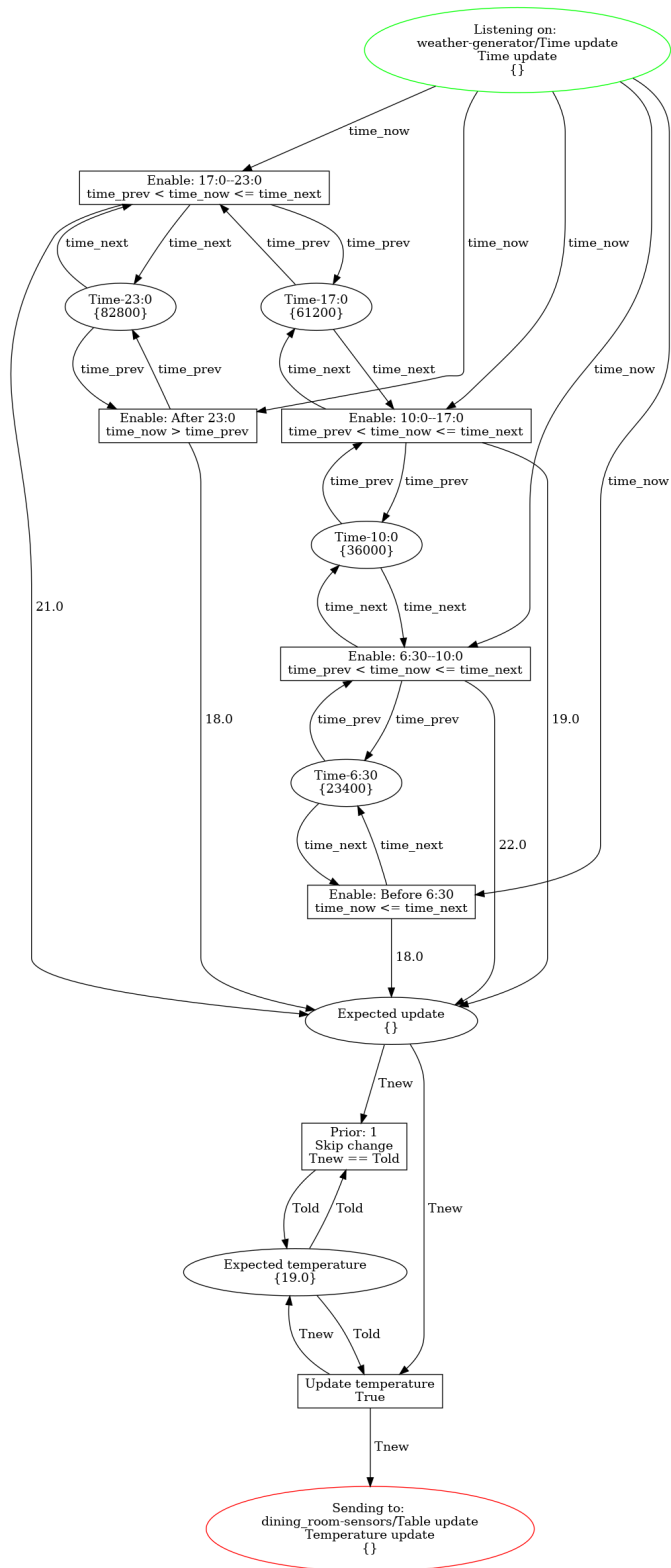 Listening on:
weather-generator/Time update
Time update
{}
time_now
Enable: 17:0--23:0
time_prev < time_now <= time_next
time_next
time_next
time_prev
time_prev
time_now
time_now
Time-23:0
{82800}
Time-17:0
{61200}
time_prev
time_prev
time_next
time_next
time_now
Enable: After 23:0
time_now > time_prev
Enable: 10:0--17:0
time_prev < time_now <= time_next
time_prev
time_prev
time_now
Time-10:0
{36000}
21.0
time_next
time_next
Enable: 6:30--10:0
time_prev < time_now <= time_next
18.0
time_prev
time_prev
19.0
Time-6:30
{23400}
time_next
time_next
22.0
Enable: Before 6:30
time_now <= time_next
18.0
Expected update
{}
Tnew
Prior: 1
Skip change
Tnew == Told
Told
Told
Tnew
Expected temperature
{19.0}
Tnew
Told
Update temperature
True
Tnew
Sending to:
dining_room-sensors/Table update
Temperature update
{}